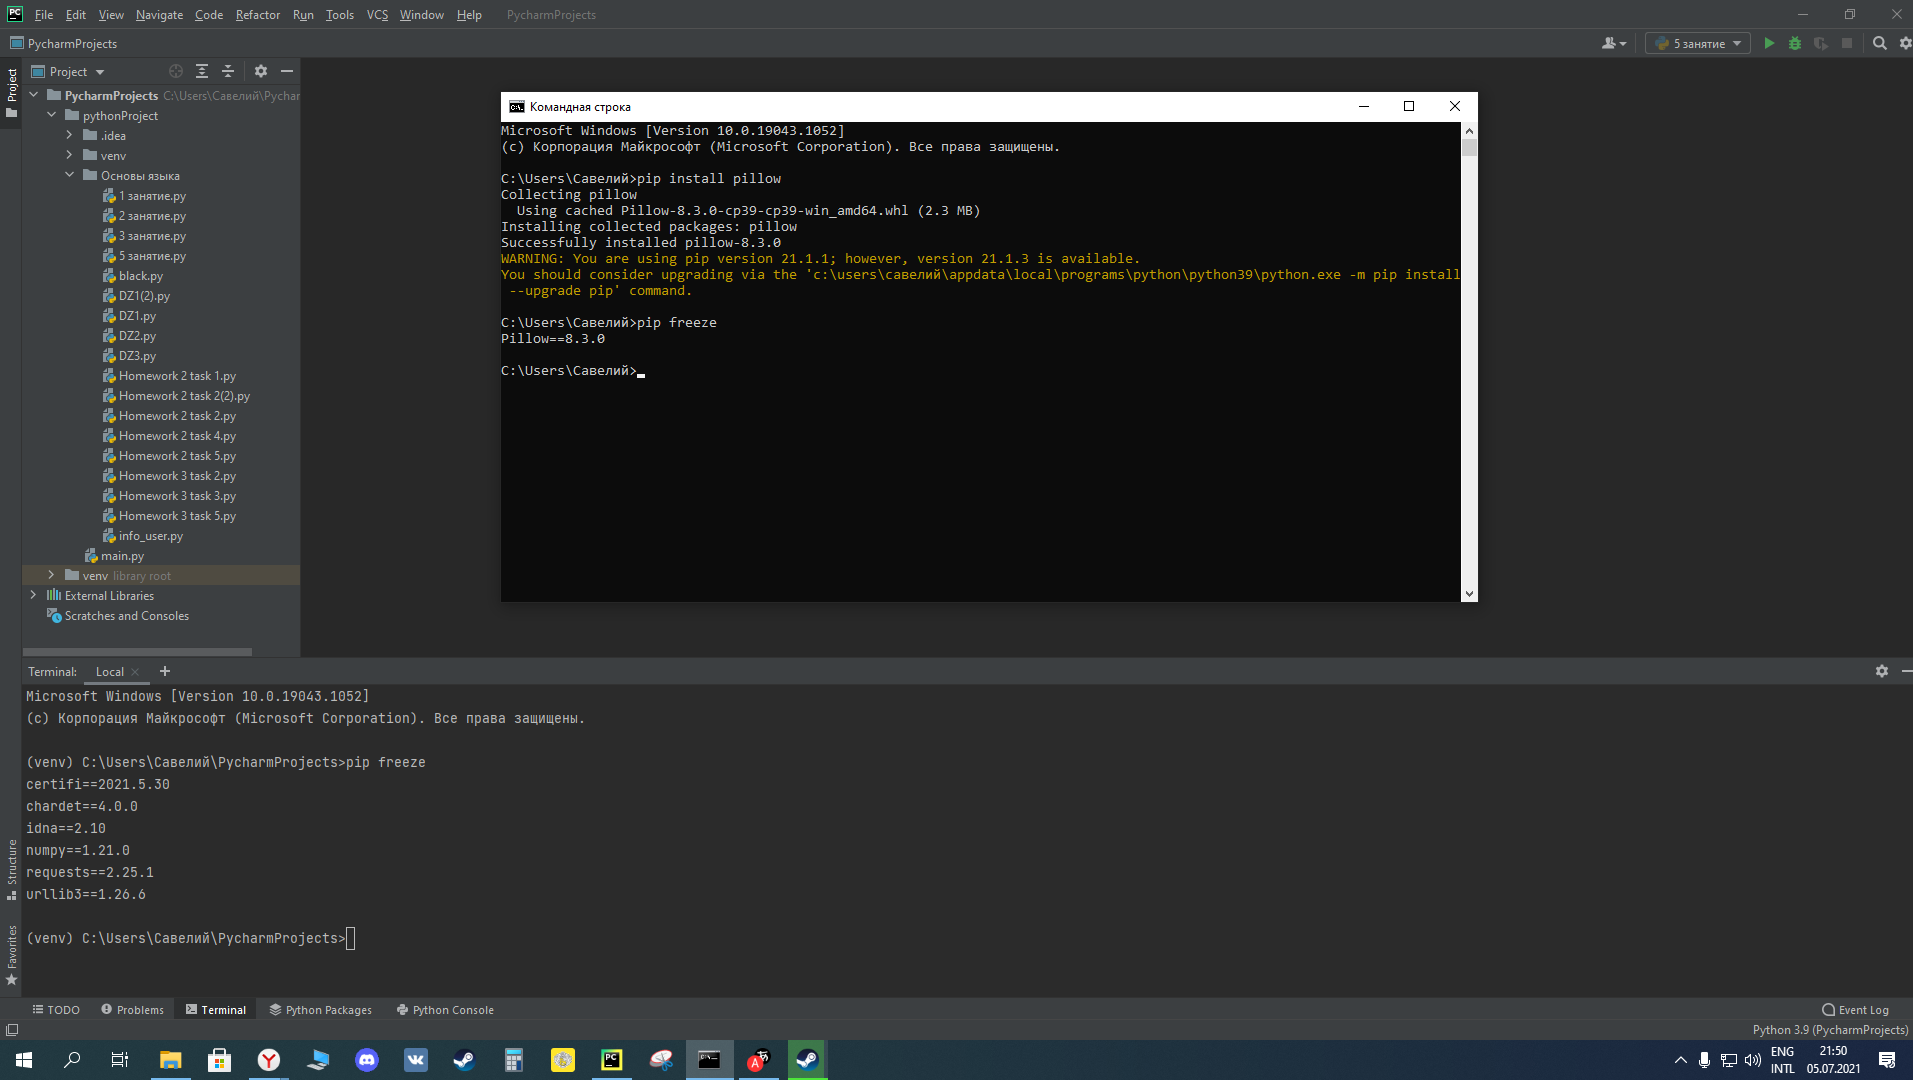 File Edit View Navigate Code Refactor Run Tools VCS Window Help PycharmProjects
PycharmProjects
5 занятие
Project
Project
PycharmProjects C:\Users\Савелий\Pychar
pythonProject
.idea
venv
Основы языка
1 занятие.py
2 занятие.py
3 занятие.py
5 занятие.py
black.py
DZ1(2).py
DZ1.py
DZ2.py
DZ3.py
Homework 2 task 1.py
Homework 2 task 2(2).py
Homework 2 task 2.py
Homework 2 task 4.py
Homework 2 task 5.py
Homework 3 task 2.py
Homework 3 task 3.py
Homework 3 task 5.py
info_user.py
main.py
venv library root
External Libraries
Scratches and Consoles
Командная строка
Microsoft Windows [Version 10.0.19043.1052]
(c) Корпорация Майкрософт (Microsoft Corporation). Все права защищены.
C:\Users\Савелий>pip install pillow
Collecting pillow
Using cached Pillow-8.3.0-cp39-cp39-win_amd64.whl (2.3 MB)
Installing collected packages: pillow
Successfully installed pillow-8.3.0
WARNING: You are using pip version 21.1.1; however, version 21.1.3 is available.
You should consider upgrading via the 'c:\users\савелий\appdata\local\programs\python\python39\python.exe -m pip install
--upgrade pip' command.
C:\Users\Савелий>pip freeze
Pillow==8.3.0
C:\Users\Савелий>
Terminal: Local
Microsoft Windows [Version 10.0.19043.1052]
(c) Корпорация Майкрософт (Microsoft Corporation). Все права защищены.
(venv) C:\Users\Савелий\PycharmProjects>pip freeze
certifi==2021.5.30
chardet==4.0.0
idna==2.10
numpy==1.21.0
requests==2.25.1
urllib3==1.26.6
(venv) C:\Users\Савелий\PycharmProjects>
Structure
Favorites
TODO Problems Terminal Python Packages Python Console Event Log
Python 3.9 (PycharmProjects)
ENG 21:50
INTL 05.07.2021